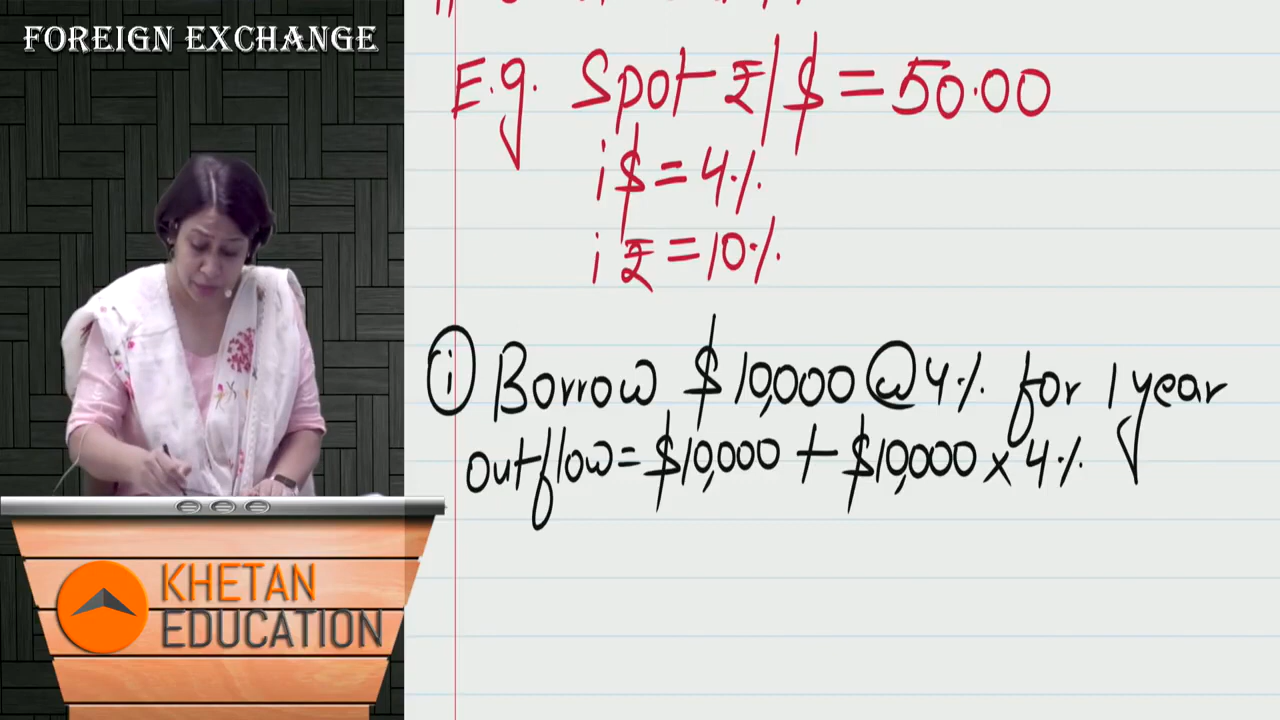 FOREIGN EXCHANGE
E.g. Spot ₹/$ = 50.00
i $ = 4%
i ₹ = 10%
(i) Borrow $10,000 @ 4% for 1 year
outflow = $10,000 + $10,000 × 4%
KHETAN
EDUCATION